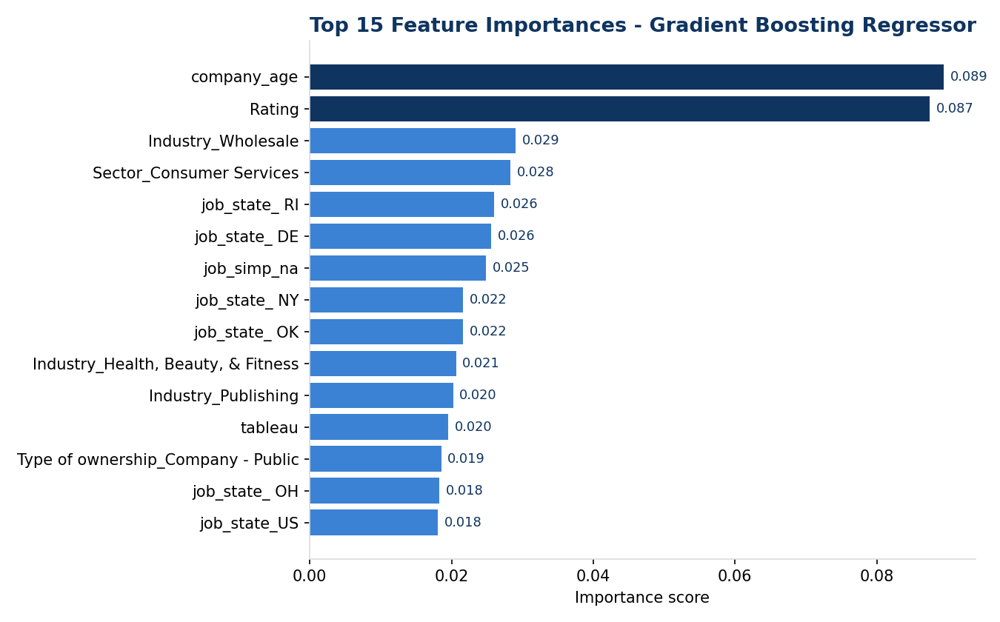 Top 15 Feature Importances - Gradient Boosting Regressor
company_age 0.089
Rating 0.087
Industry_Wholesale 0.029
Sector_Consumer Services 0.028
job_state_ RI 0.026
job_state_ DE 0.026
job_simp_na 0.025
job_state_ NY 0.022
job_state_ OK 0.022
Industry_Health, Beauty, & Fitness 0.021
Industry_Publishing 0.020
tableau 0.020
Type of ownership_Company - Public 0.019
job_state_ OH 0.018
job_state_US 0.018
0.00 0.02 0.04 0.06 0.08
Importance score